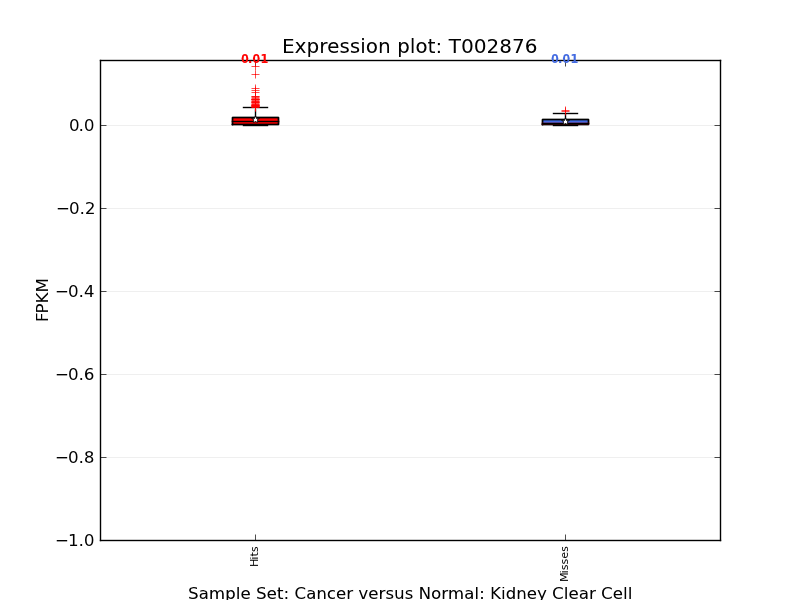 Expression plot: T002876
0.01
0.01
0.0
−0.2
−0.4
−0.6
−0.8
−1.0
FPKM
Hits
Misses
Sample Set: Cancer versus Normal: Kidney Clear Cell